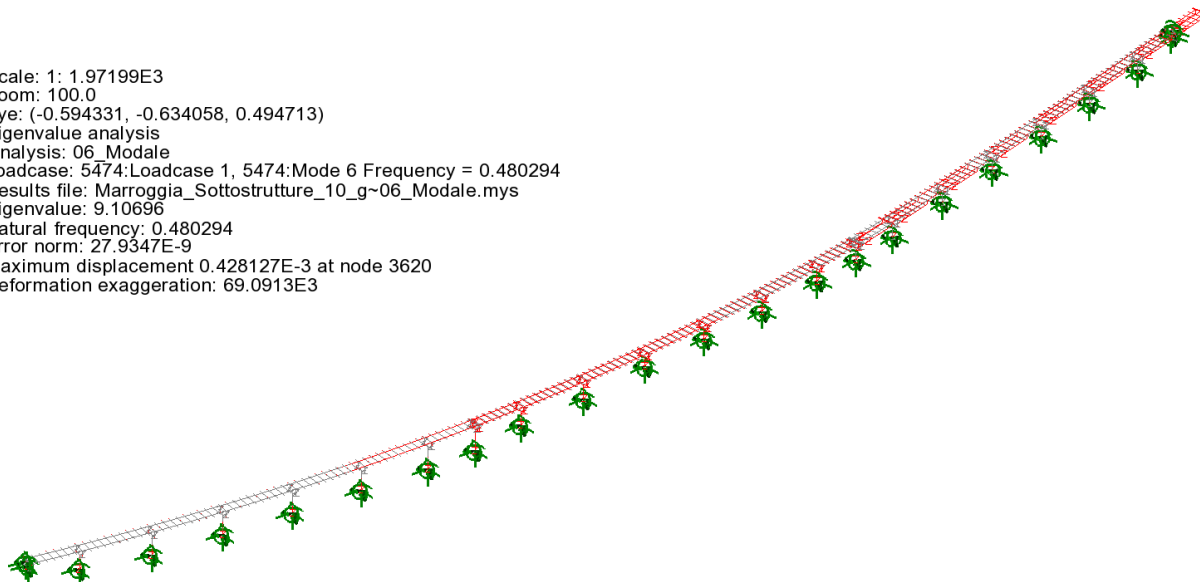 cale: 1: 1.97199E3
oom: 100.0
ye: (-0.594331, -0.634058, 0.494713)
igenvalue analysis
nalysis: 06_Modale
oadcase: 5474:Loadcase 1, 5474:Mode 6 Frequency = 0.480294
esults file: Marroggia_Sottostrutture_10_g~06_Modale.mys
igenvalue: 9.10696
atural frequency: 0.480294
rror norm: 27.9347E-9
aximum displacement 0.428127E-3 at node 3620
eformation exaggeration: 69.0913E3